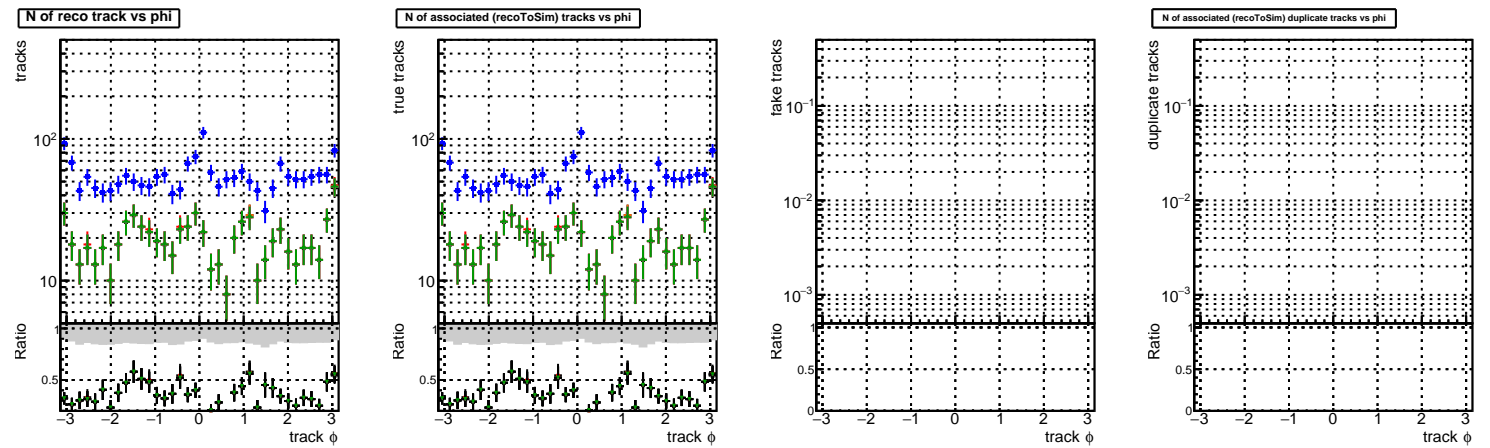 N of reco track vs phi
tracks
10²
10
Ratio
1
0.5
−3 −2 −1 0 1 2 3
track ϕ
N of associated (recoToSim) tracks vs phi
true tracks
10²
10
Ratio
1
0.5
−3 −2 −1 0 1 2 3
track ϕ
fake tracks
10⁻¹
10⁻²
10⁻³
Ratio
1
0.5
0
−3 −2 −1 0 1 2 3
track ϕ
N of associated (recoToSim) duplicate tracks vs phi
duplicate tracks
10⁻¹
10⁻²
10⁻³
Ratio
1
0.5
0
−3 −2 −1 0 1 2 3
track ϕ